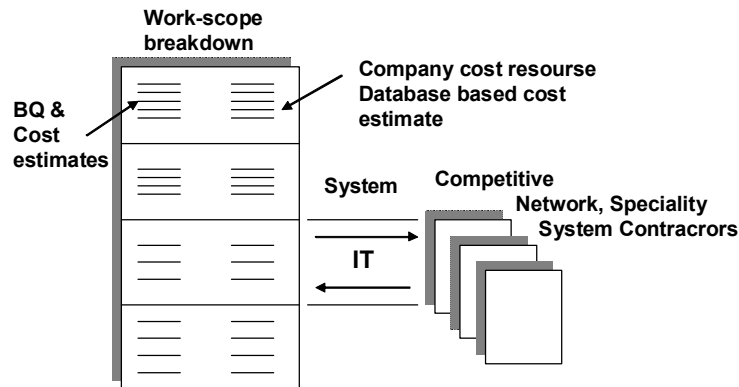 Work-scope
breakdown
Company cost resourse
Database based cost
estimate
BQ &
Cost
estimates
System
Competitive
Network, Speciality
System Contracrors
IT